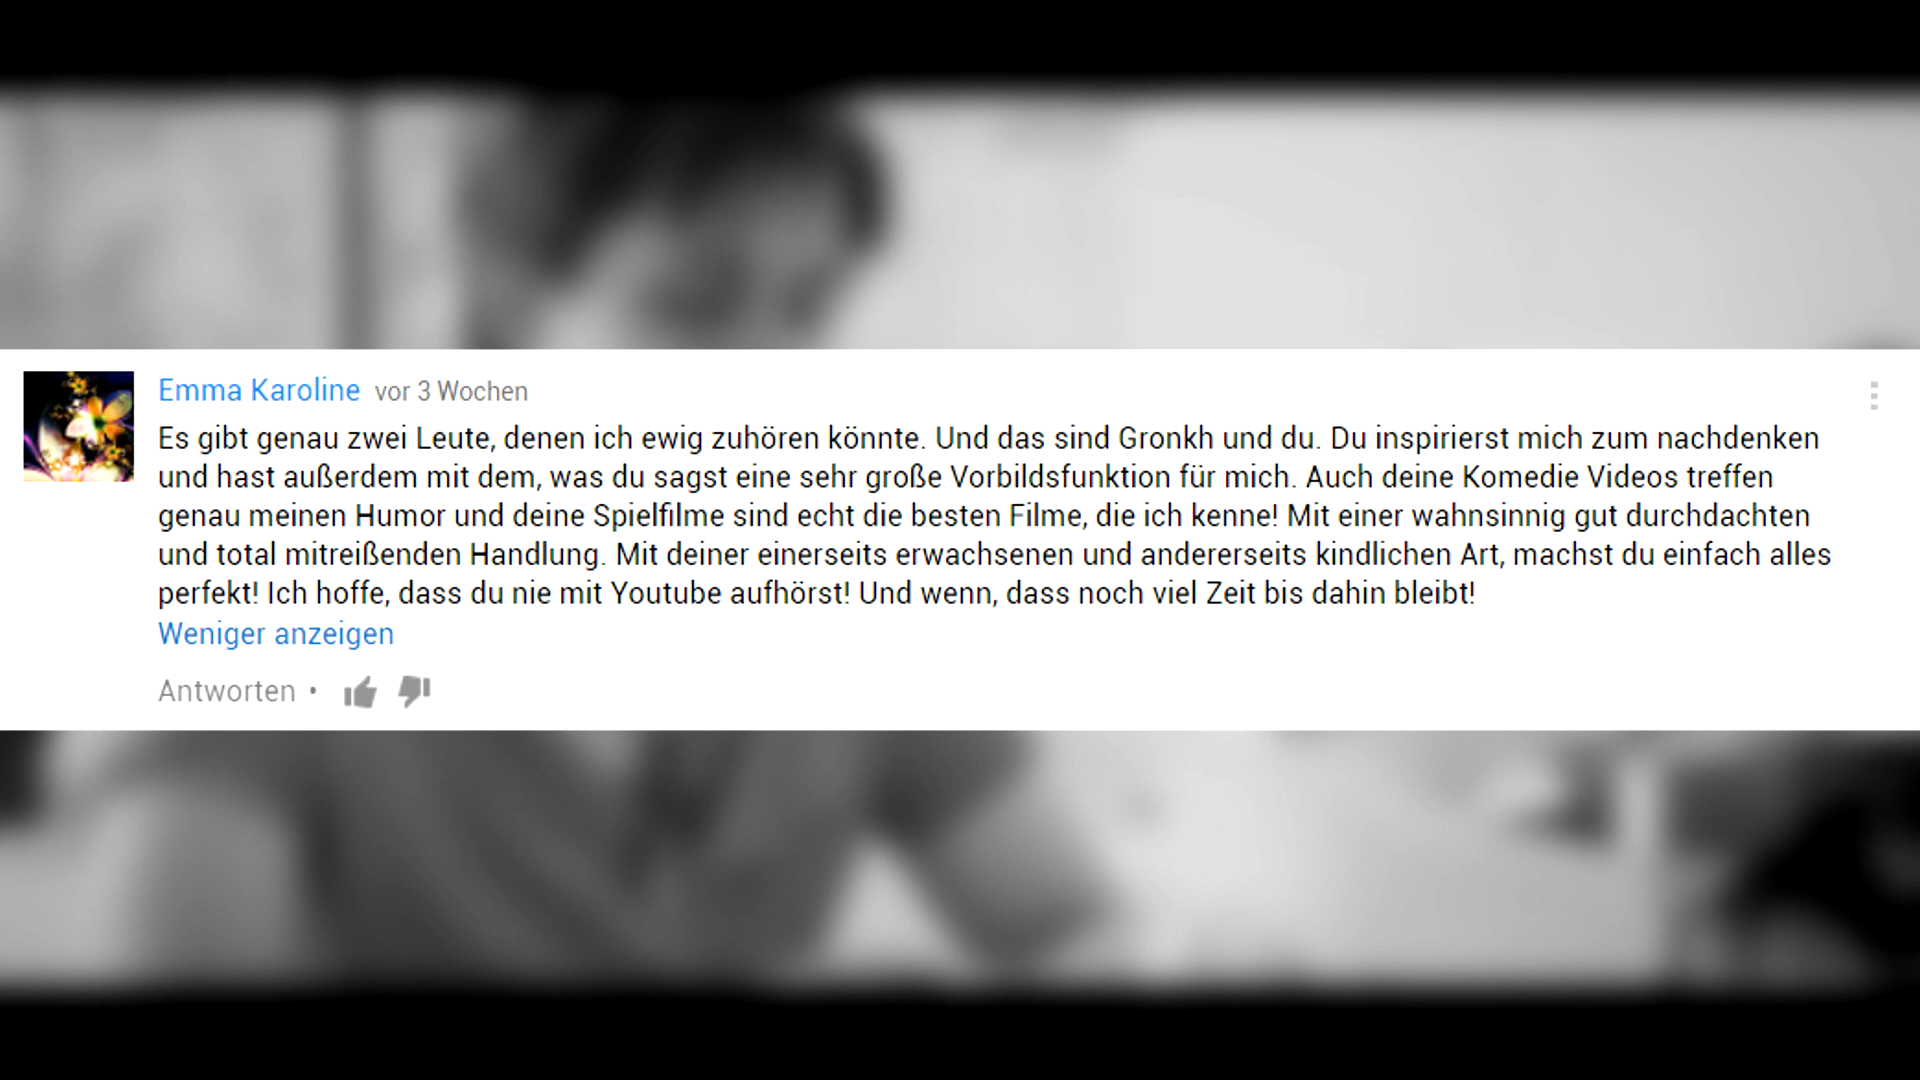 Emma Karoline vor 3 Wochen
Es gibt genau zwei Leute, denen ich ewig zuhören könnte. Und das sind Gronkh und du. Du inspirierst mich zum nachdenken
und hast außerdem mit dem, was du sagst eine sehr große Vorbildsfunktion für mich. Auch deine Komedie Videos treffen
genau meinen Humor und deine Spielfilme sind echt die besten Filme, die ich kenne! Mit einer wahnsinnig gut durchdachten
und total mitreißenden Handlung. Mit deiner einerseits erwachsenen und andererseits kindlichen Art, machst du einfach alles
perfekt! Ich hoffe, dass du nie mit Youtube aufhörst! Und wenn, dass noch viel Zeit bis dahin bleibt!
Weniger anzeigen
Antworten •